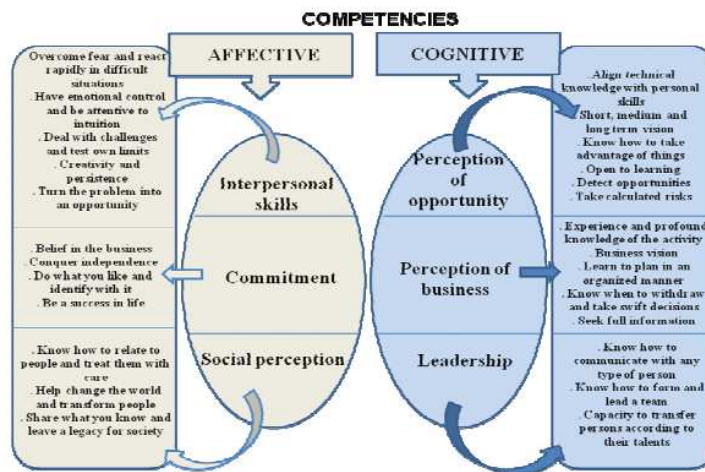 COMPETENCIES
AFFECTIVE
COGNITIVE
Overcome fear and react
rapidly in difficult
situations
. Have emotional control
and be attentive to
intuition
. Deal with challenges
and test own limits
. Creativity and
persistence
. Turn the problem into
an opportunity
Belief in the business
. Conquer independence
. Do what you like and
identify with it
. Be a success in life
. Know how to relate to
people and treat them with
care
. Help change the world
and transform people
. Share what you know and
leave a legacy for society
Interpersonal
skills
Commitment
Social perception
Perception
of
opportunity
Perception of
business
Leadership
. Align technical
knowledge with personal
skills
. Short, medium and
long term vision
. Know how to take
advantage of things
. Open to learning
. Detect opportunities
. Take calculated risks
. Experience and profound
knowledge of the activity
. Business vision
. Learn to plan in an
organized manner
. Know when to withdraw
and take swift decisions
. Seek full information
. Know how to
communicate with any
type of person
. Know how to form and
lead a team
. Capacity to transfer
persons according to
their talents